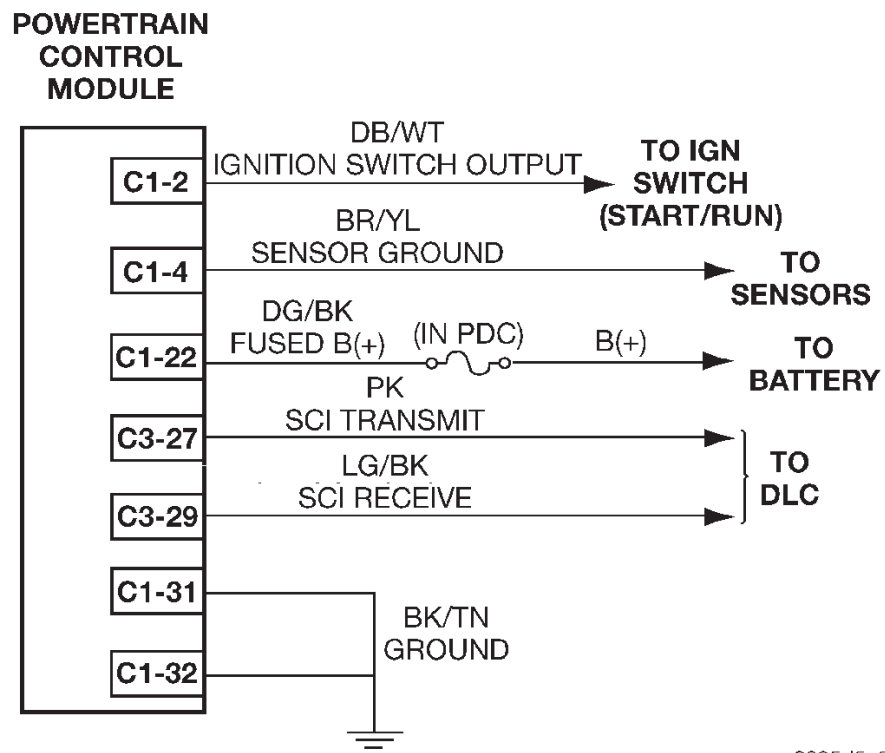 POWERTRAIN
CONTROL
MODULE
DB/WT
C1-2
IGNITION SWITCH OUTPUT
TO IGN
SWITCH
(START/RUN)
BR/YL
C1-4
SENSOR GROUND
TO
SENSORS
DG/BK
C1-22
FUSED B(+)
(IN PDC)
B(+)
TO
BATTERY
PK
C3-27
SCI TRANSMIT
LG/BK
C3-29
SCI RECEIVE
TO
DLC
C1-31
BK/TN
GROUND
C1-32